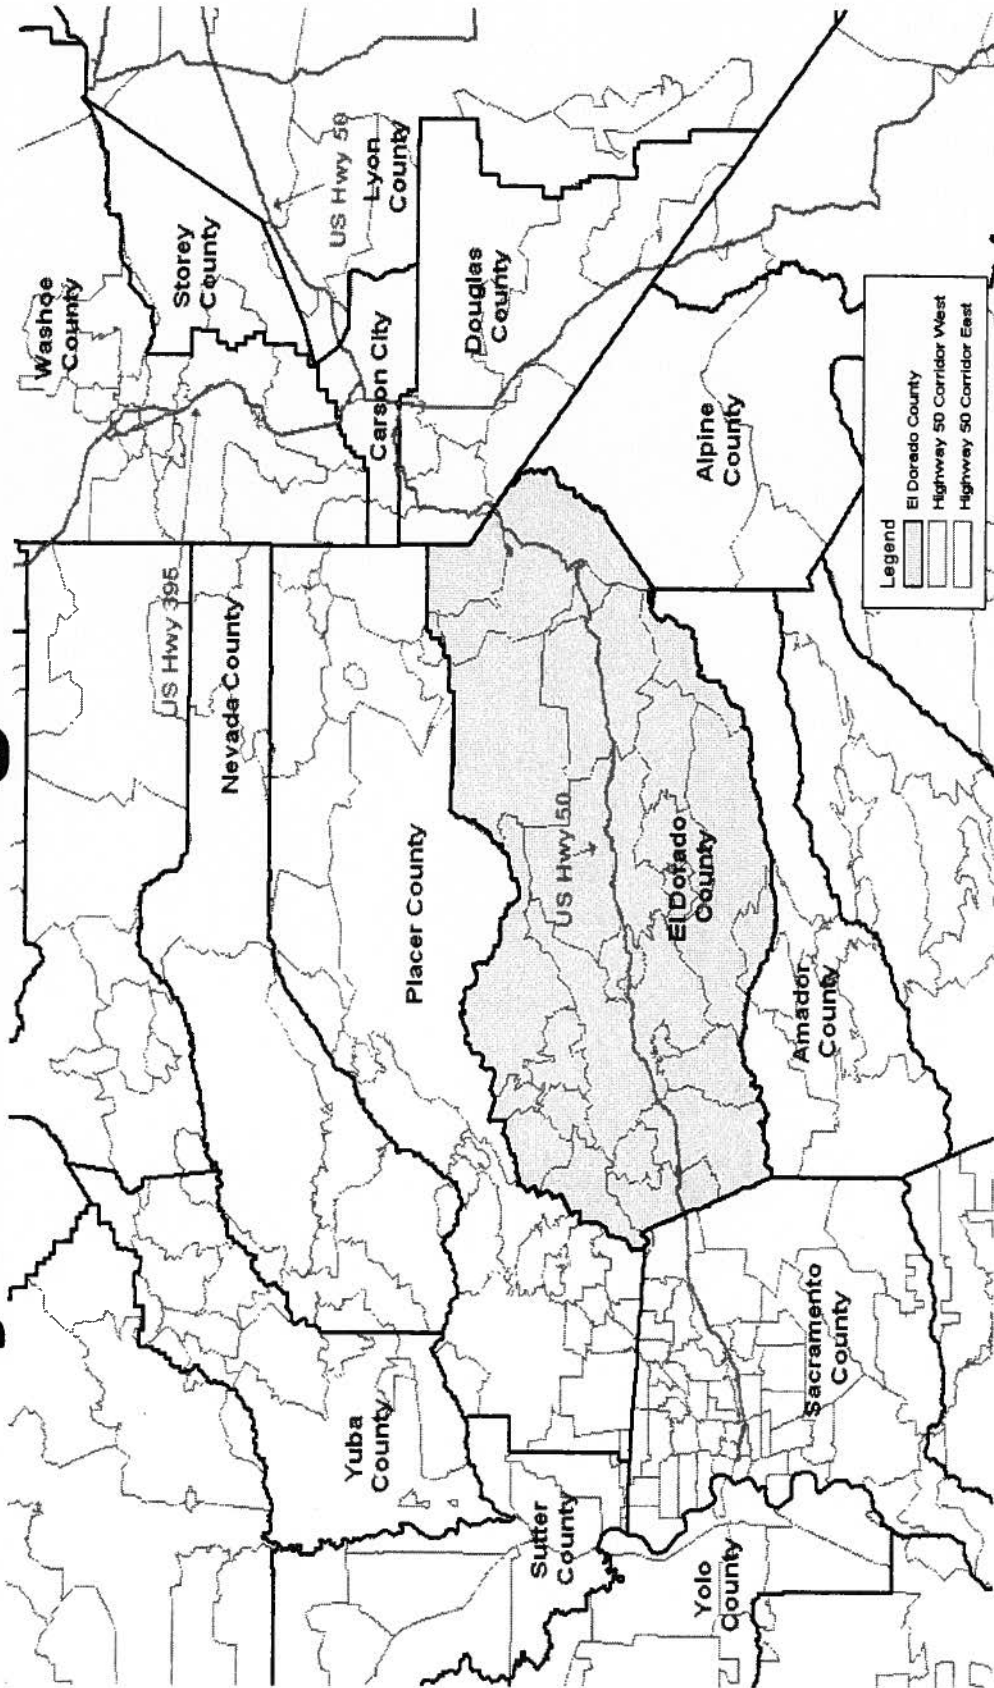 Washoe
County
Storey
County
US Hwy 50
Lyon
County
Carson City
Douglas
County
Alpine
County
US Hwy 395
Nevada County
Placer County
US Hwy 50
El Dorado
County
Amador
County
Yuba
County
Sutter
County
Yolo
County
Sacramento
County
Legend
El Dorado County
Highway 50 Corridor West
Highway 50 Corridor East